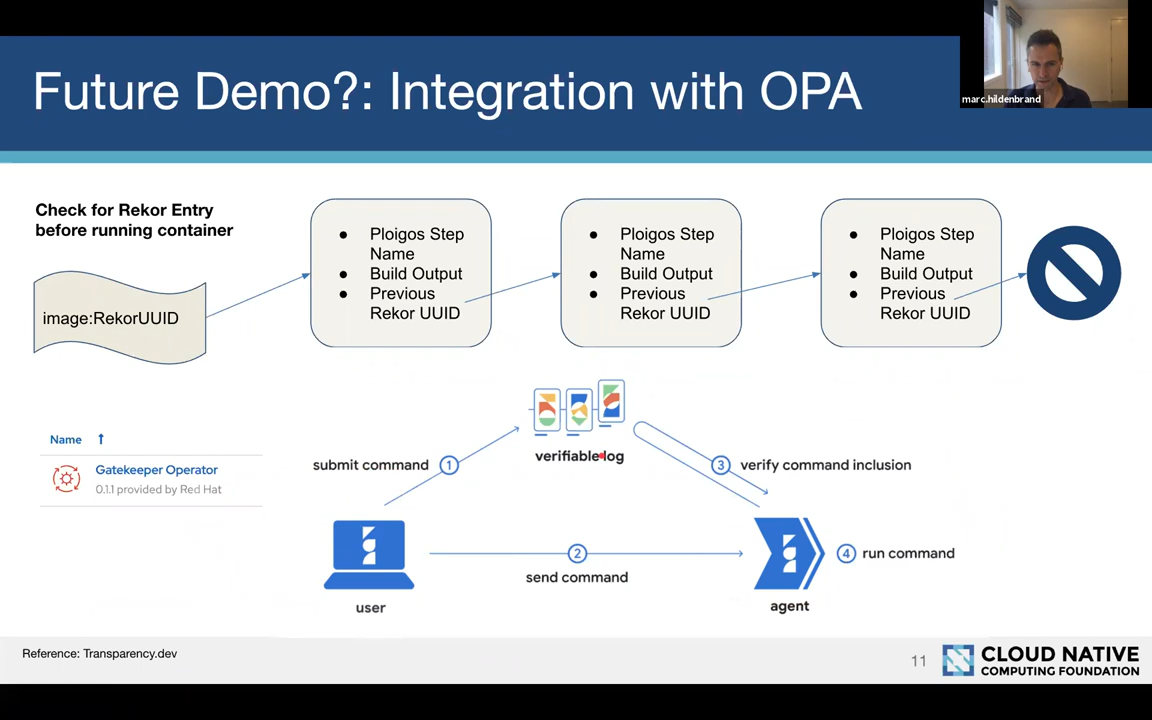 Future Demo?: Integration with OPA
marc.hildenbrand
Check for Rekor Entry
before running container
image:RekorUUID
● Ploigos Step
Name
● Build Output
● Previous
Rekor UUID
● Ploigos Step
Name
● Build Output
● Previous
Rekor UUID
● Ploigos Step
Name
● Build Output
● Previous
Rekor UUID
Name ↑
Gatekeeper Operator
0.1.1 provided by Red Hat
verifiable log
submit command 1
3 verify command inclusion
2
send command
4 run command
user
agent
Reference: Transparency.dev
11
CLOUD NATIVE
COMPUTING FOUNDATION